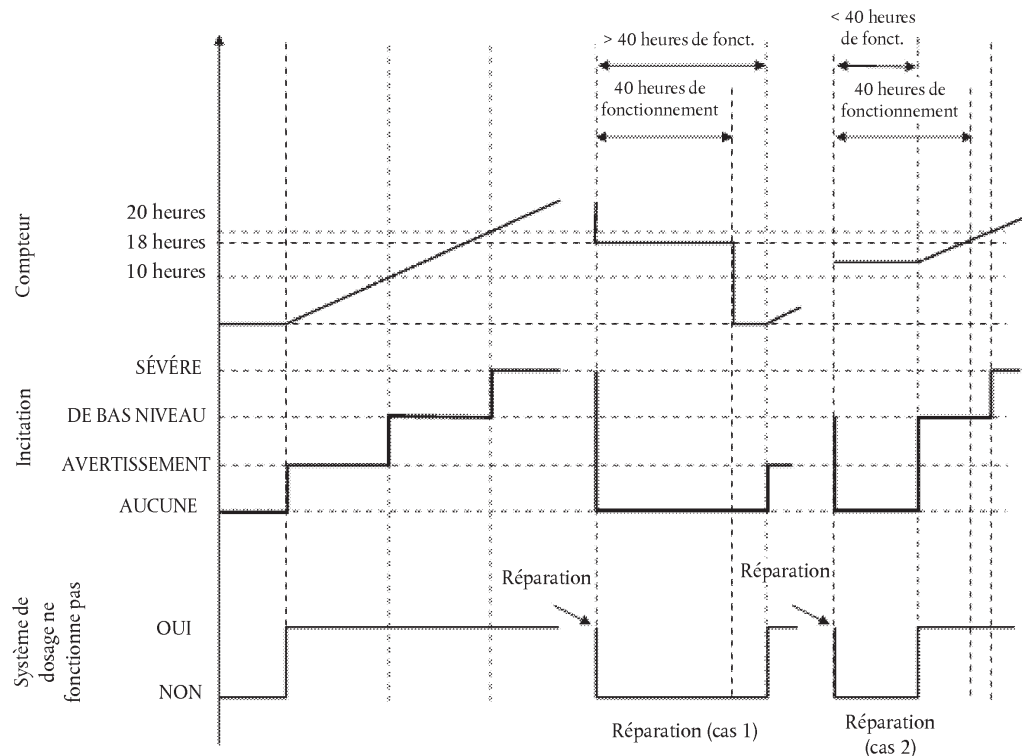 < 40 heures
de fonct.
> 40 heures de fonct.
40 heures de
fonctionnement
40 heures de
fonctionnement
Compteur
20 heures
18 heures
10 heures
Incitation
SÉVÉRE
DE BAS NIVEAU
AVERTISSEMENT
AUCUNE
Système de
dosage ne
fonctionne pas
OUI
NON
Réparation
Réparation
Réparation (cas 1)
Réparation
(cas 2)